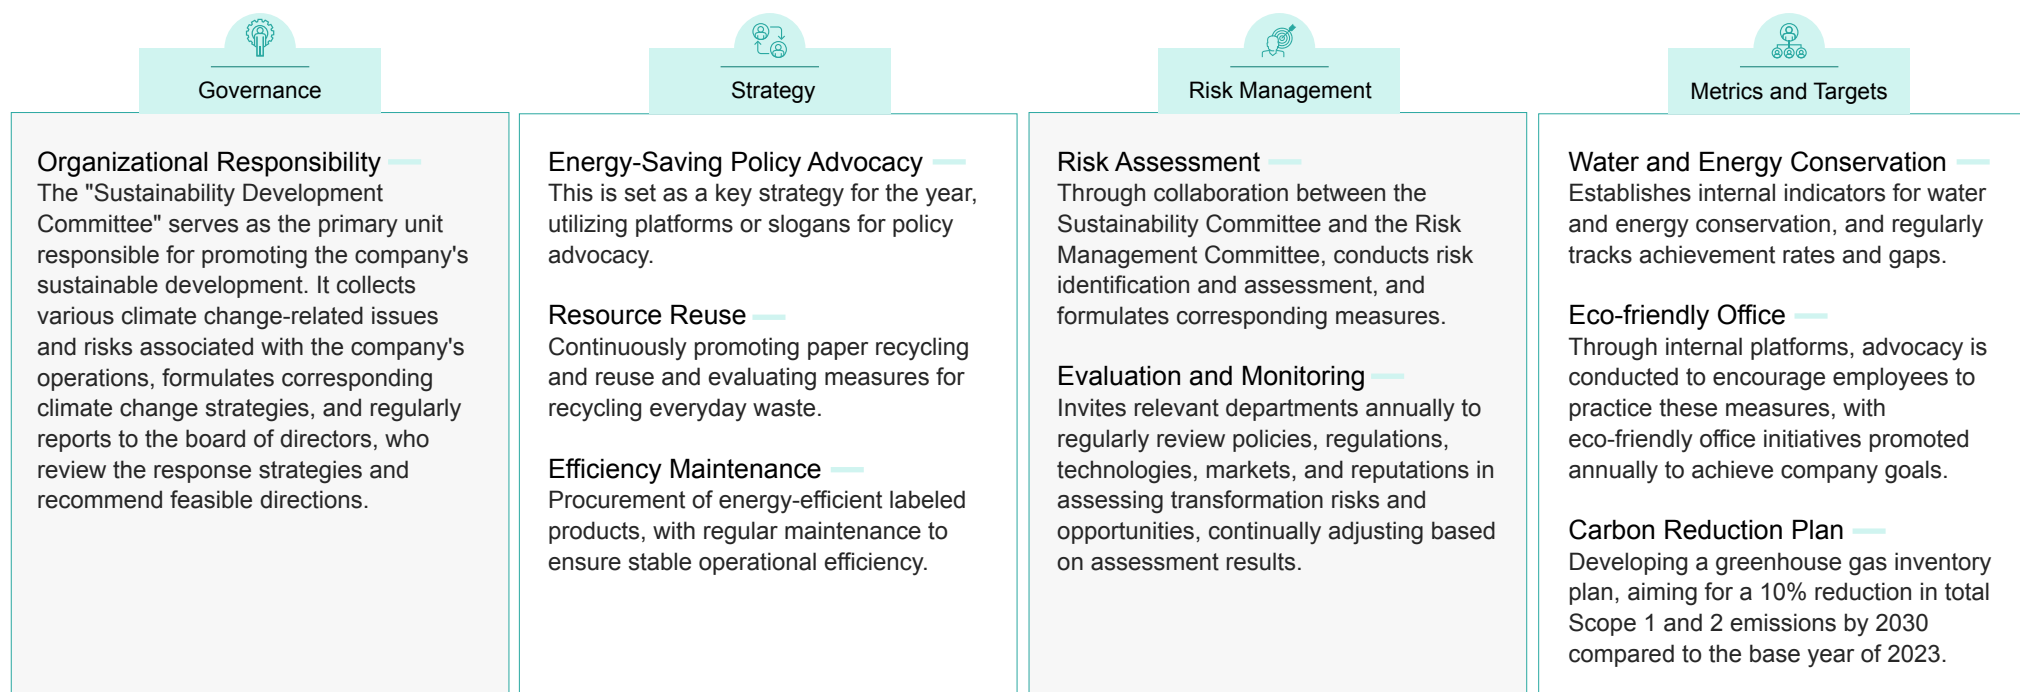 Governance
Organizational Responsibility
The "Sustainability Development
Committee" serves as the primary unit
responsible for promoting the company's
sustainable development. It collects
various climate change-related issues
and risks associated with the company's
operations, formulates corresponding
climate change strategies, and regularly
reports to the board of directors, who
review the response strategies and
recommend feasible directions.
Strategy
Energy-Saving Policy Advocacy
This is set as a key strategy for the year,
utilizing platforms or slogans for policy
advocacy.
Resource Reuse
Continuously promoting paper recycling
and reuse and evaluating measures for
recycling everyday waste.
Efficiency Maintenance
Procurement of energy-efficient labeled
products, with regular maintenance to
ensure stable operational efficiency.
Risk Management
Risk Assessment
Through collaboration between the
Sustainability Committee and the Risk
Management Committee, conducts risk
identification and assessment, and
formulates corresponding measures.
Evaluation and Monitoring
Invites relevant departments annually to
regularly review policies, regulations,
technologies, markets, and reputations in
assessing transformation risks and
opportunities, continually adjusting based
on assessment results.
Metrics and Targets
Water and Energy Conservation
Establishes internal indicators for water
and energy conservation, and regularly
tracks achievement rates and gaps.
Eco-friendly Office
Through internal platforms, advocacy is
conducted to encourage employees to
practice these measures, with
eco-friendly office initiatives promoted
annually to achieve company goals.
Carbon Reduction Plan
Developing a greenhouse gas inventory
plan, aiming for a 10% reduction in total
Scope 1 and 2 emissions by 2030
compared to the base year of 2023.